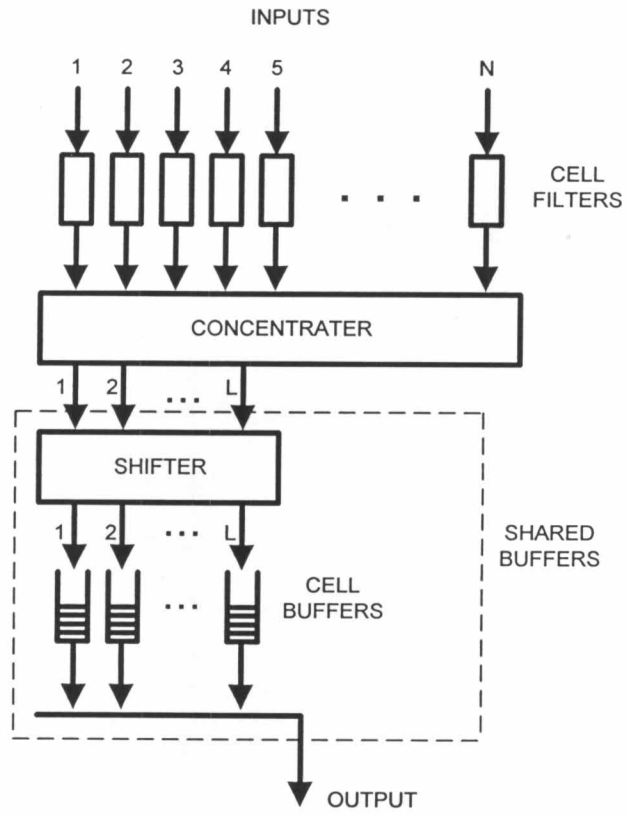 INPUTS
1 2 3 4 5 N
CELL
FILTERS
. . .
CONCENTRATER
1 2 ... L
SHIFTER
SHARED
BUFFERS
1 2 ... L
CELL
BUFFERS
...
OUTPUT